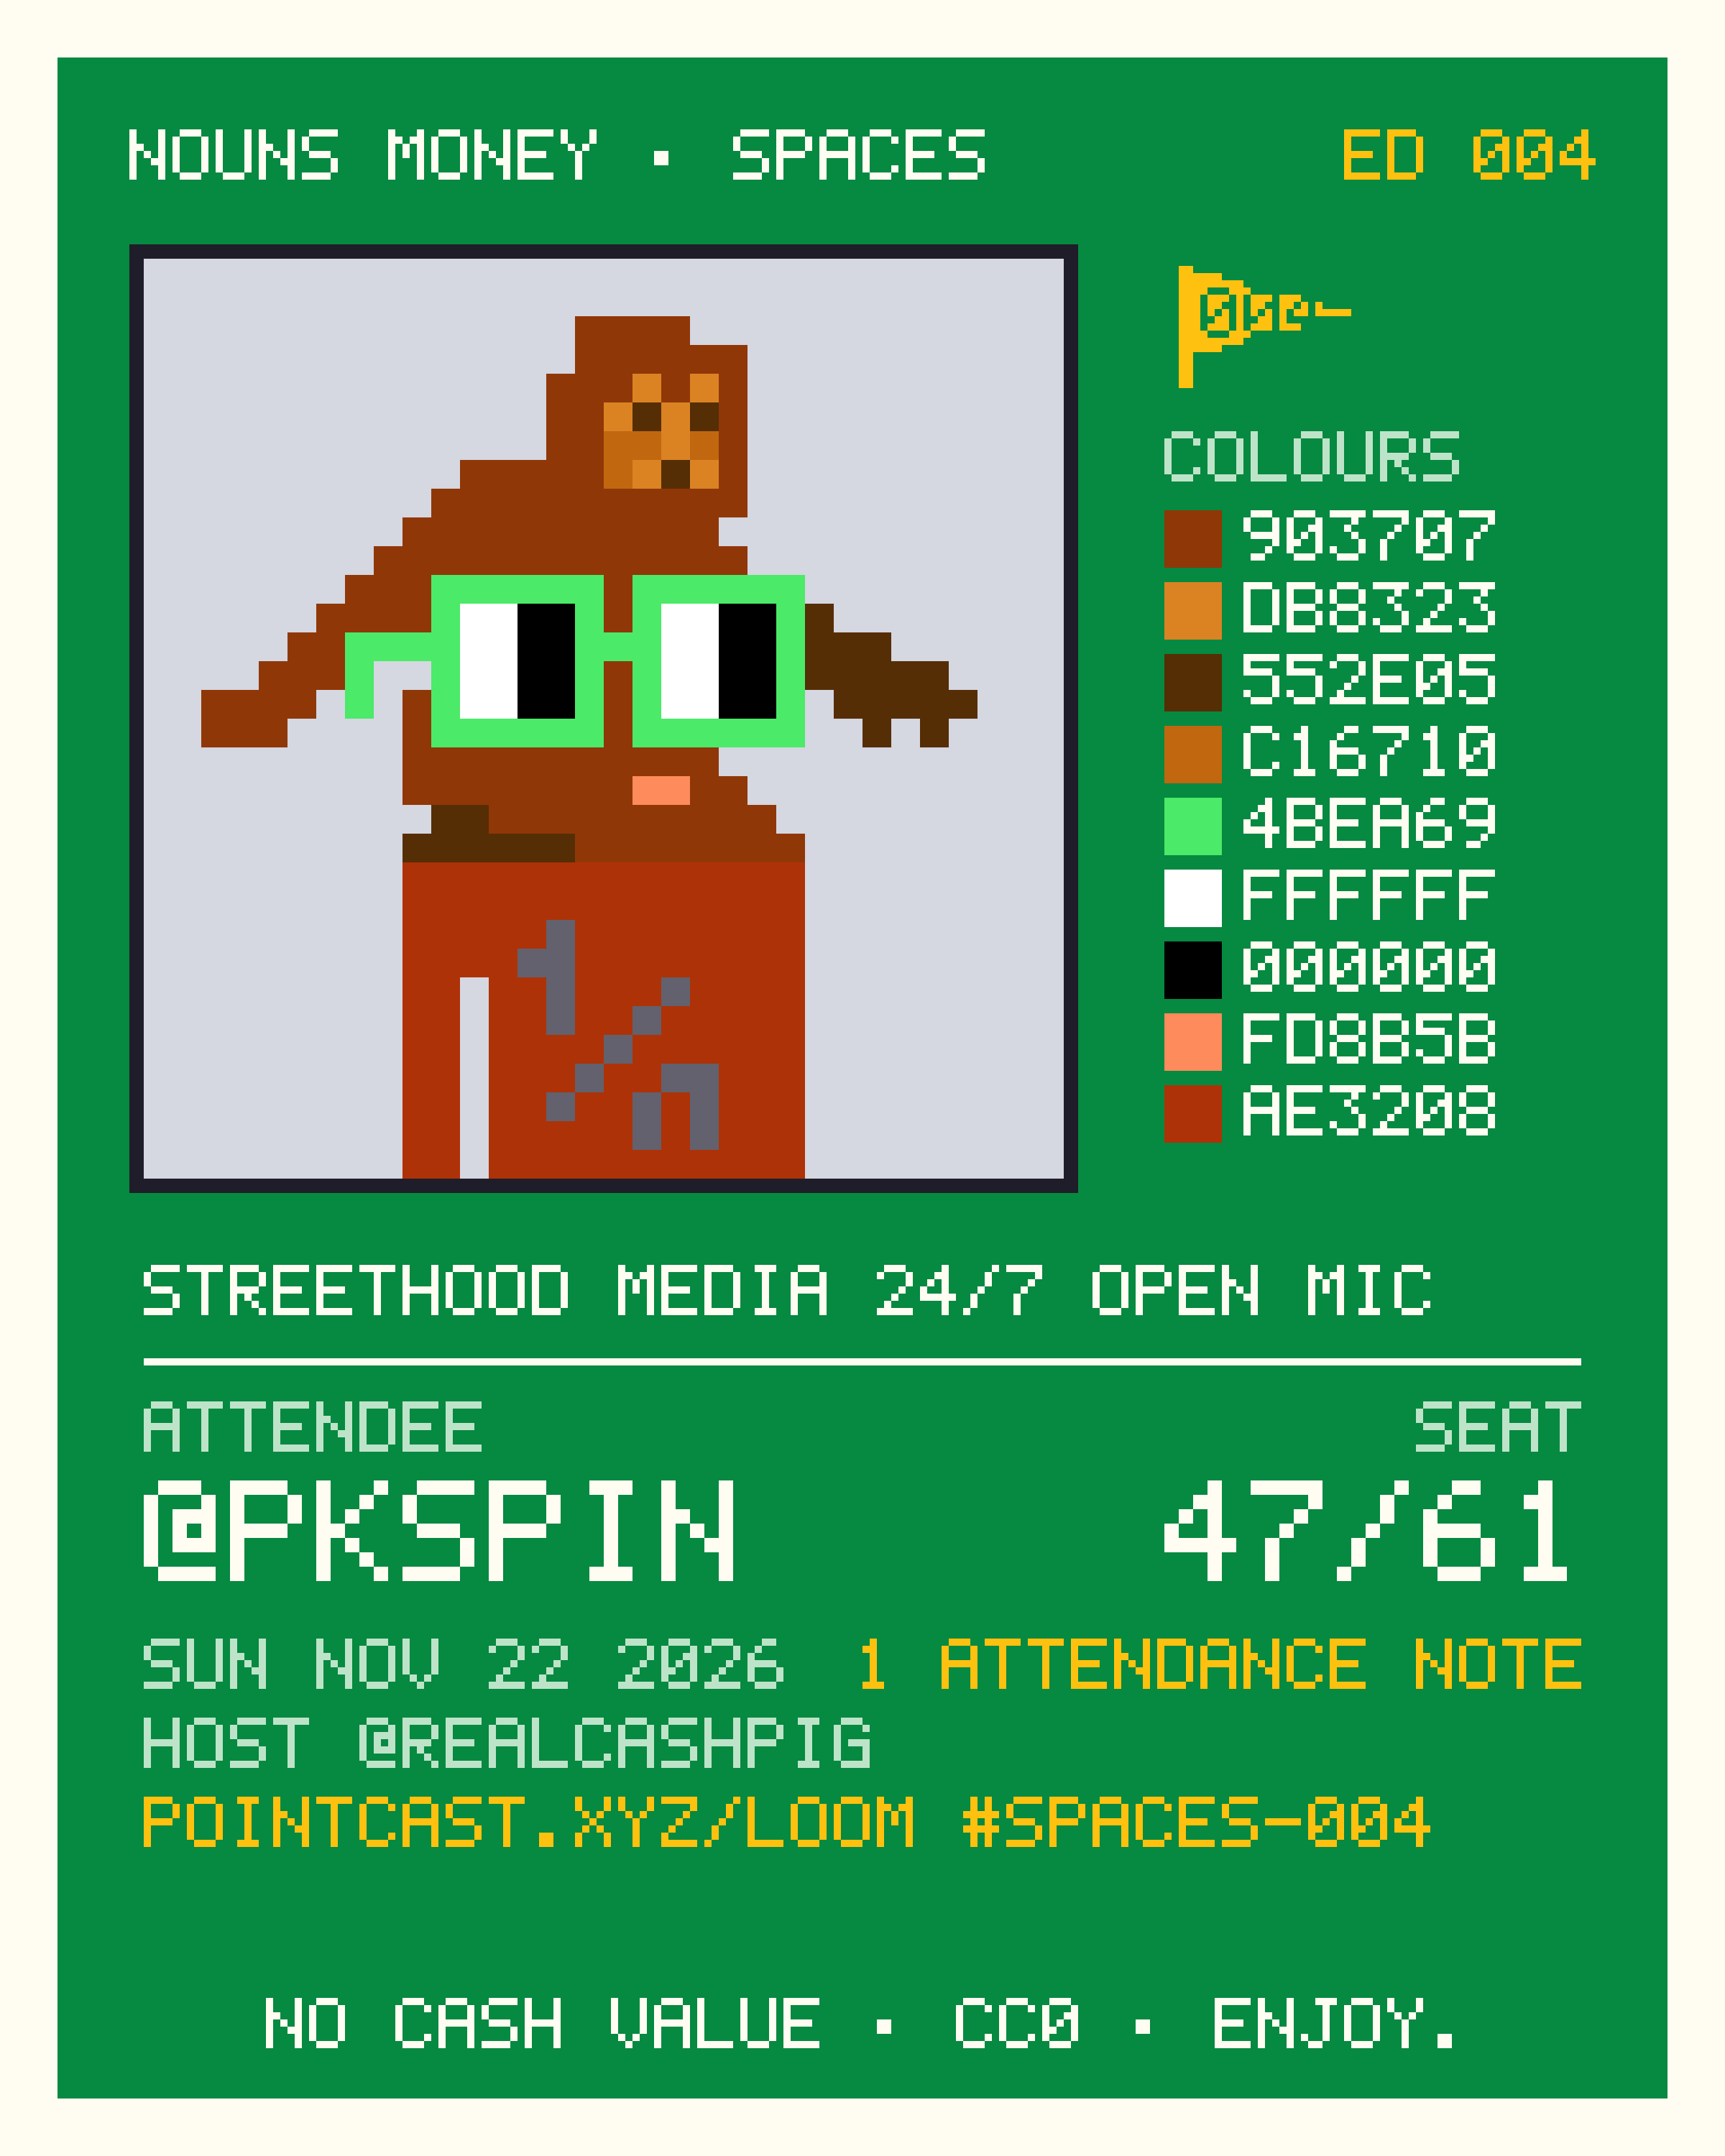 NOUNS MONEY · SPACES
ED 004
COLOURS
903707
DB8323
552E05
C16710
4BEA69
FFFFFF
000000
FD8B5B
AE3208
STREETHOOD MEDIA 24/7 OPEN MIC
ATTENDEE
SEAT
@PKSPIN
47/61
SUN NOV 22 2026
1 ATTENDANCE NOTE
HOST @REALCASHPIG
POINTCAST.XYZ/LOOM #SPACES-004
NO CASH VALUE · CC0 · ENJOY.